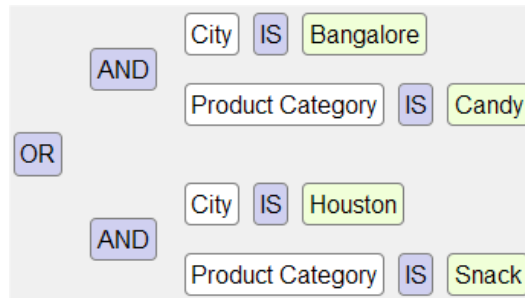 City IS Bangalore
AND
Product Category IS Candy
OR
City IS Houston
AND
Product Category IS Snack